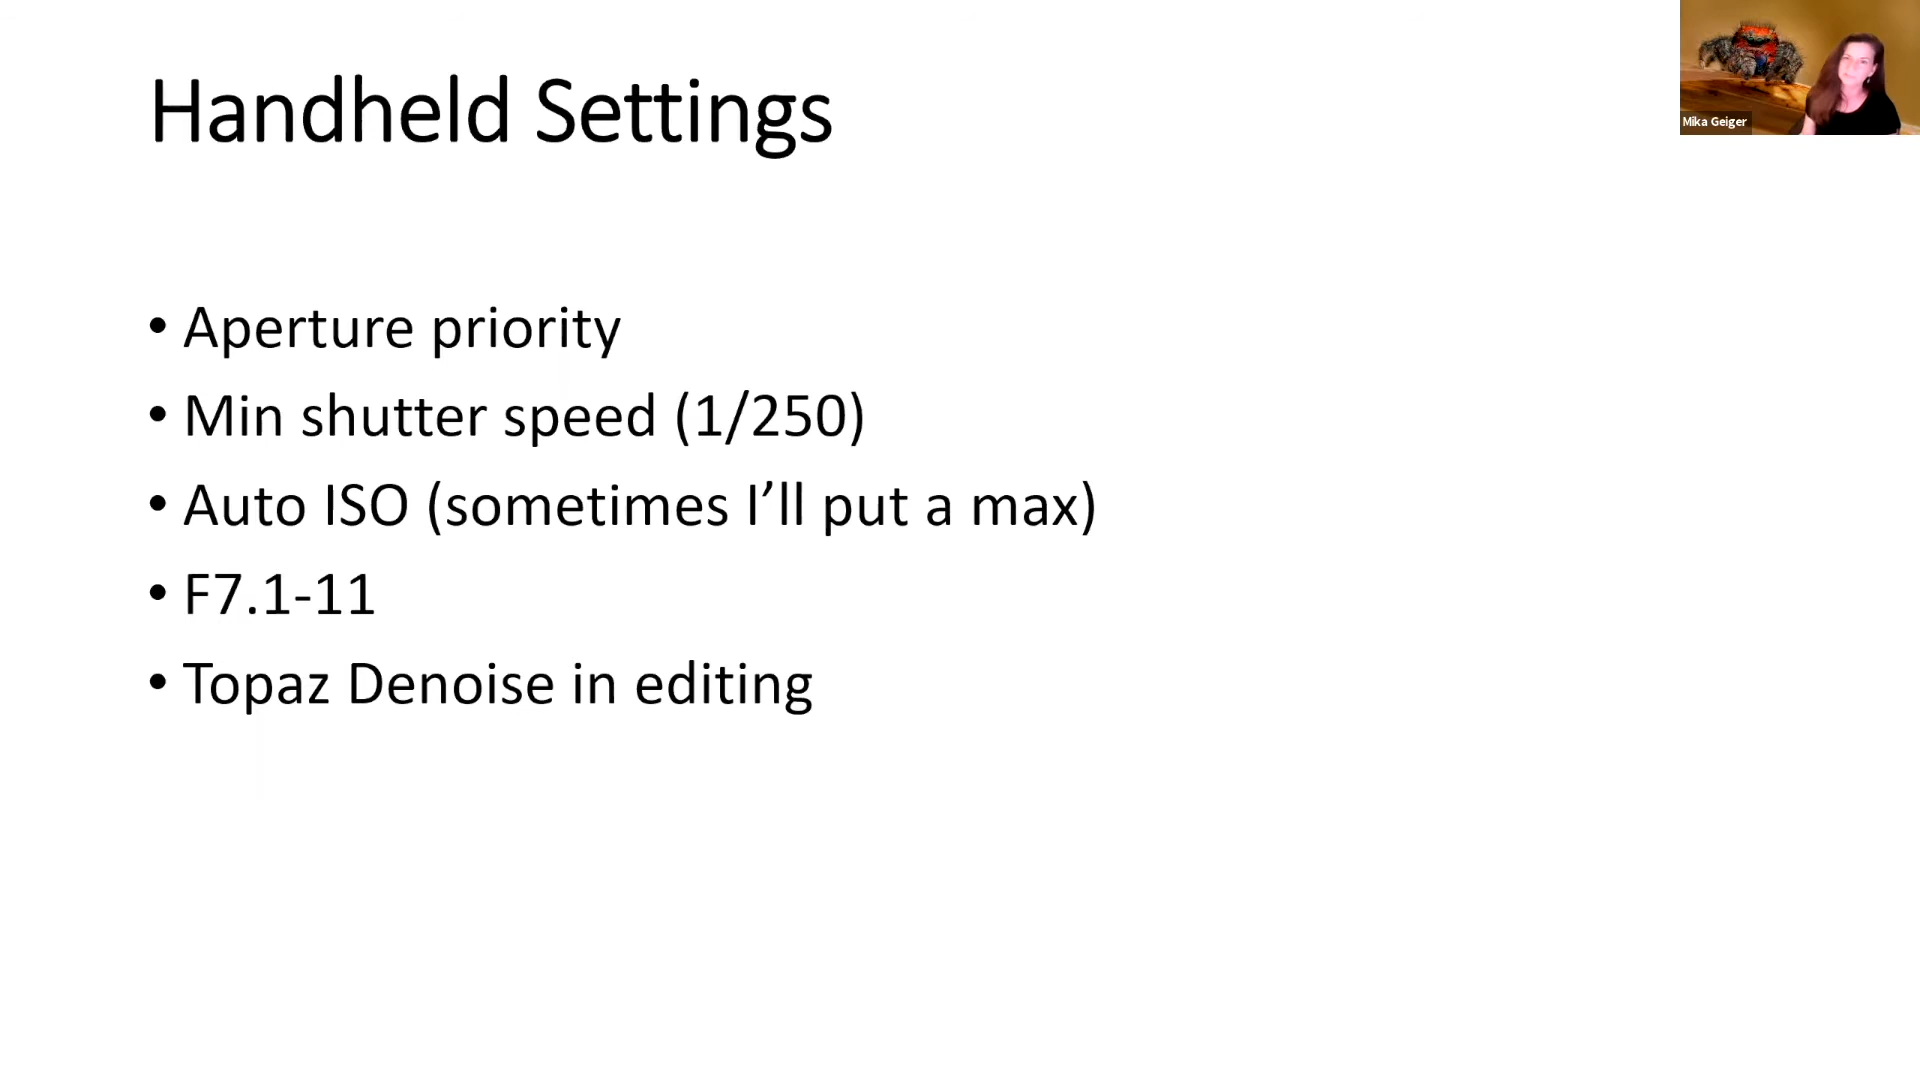 Handheld Settings
Mika Geiger
• Aperture priority
• Min shutter speed (1/250)
• Auto ISO (sometimes I’ll put a max)
• F7.1-11
• Topaz Denoise in editing